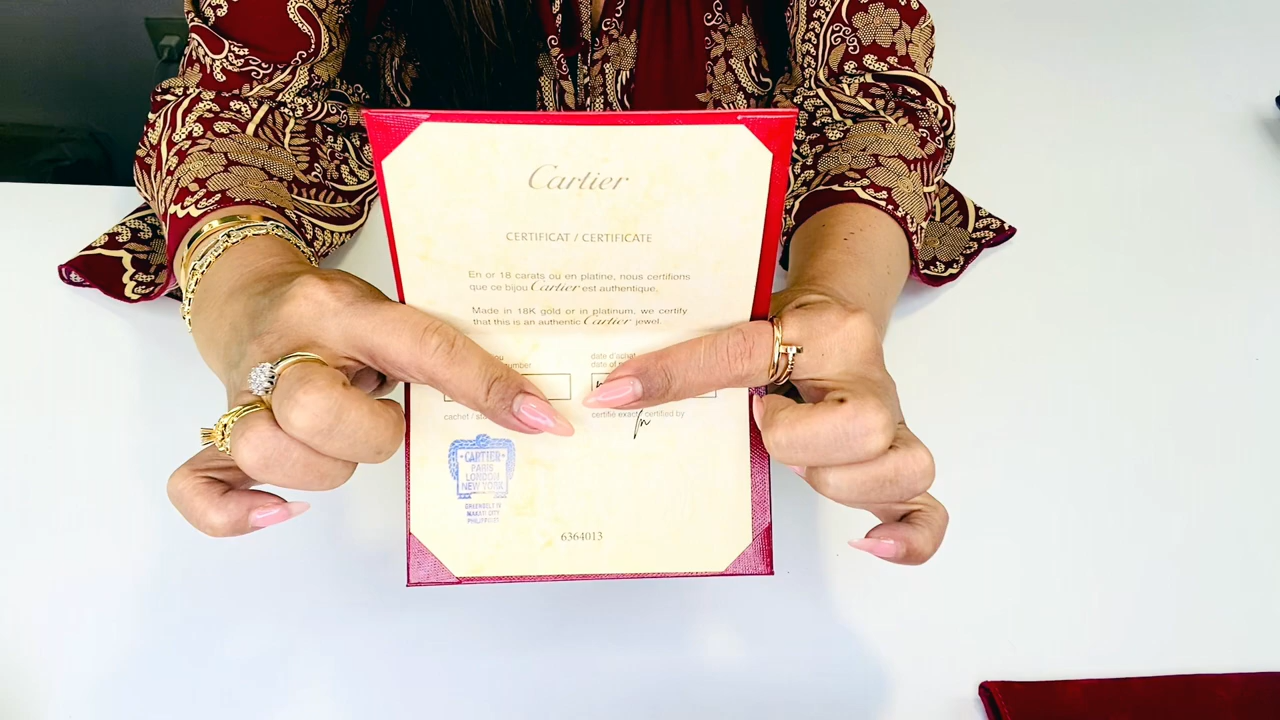 Cartier
CERTIFICAT / CERTIFICATE
En or 18 carats ou en platine, nous certifions
que ce bijou Cartier est authentique.
Made in 18K gold or in platinum, we certify
that this is an authentic Cartier jewel.
date d'achat
date of
cachet /
certifié exact / certified by
CARTIER
PARIS
LONDON
NEW YORK
GREENBELT
MAKATI CITY
PHILIPPINES
6364013